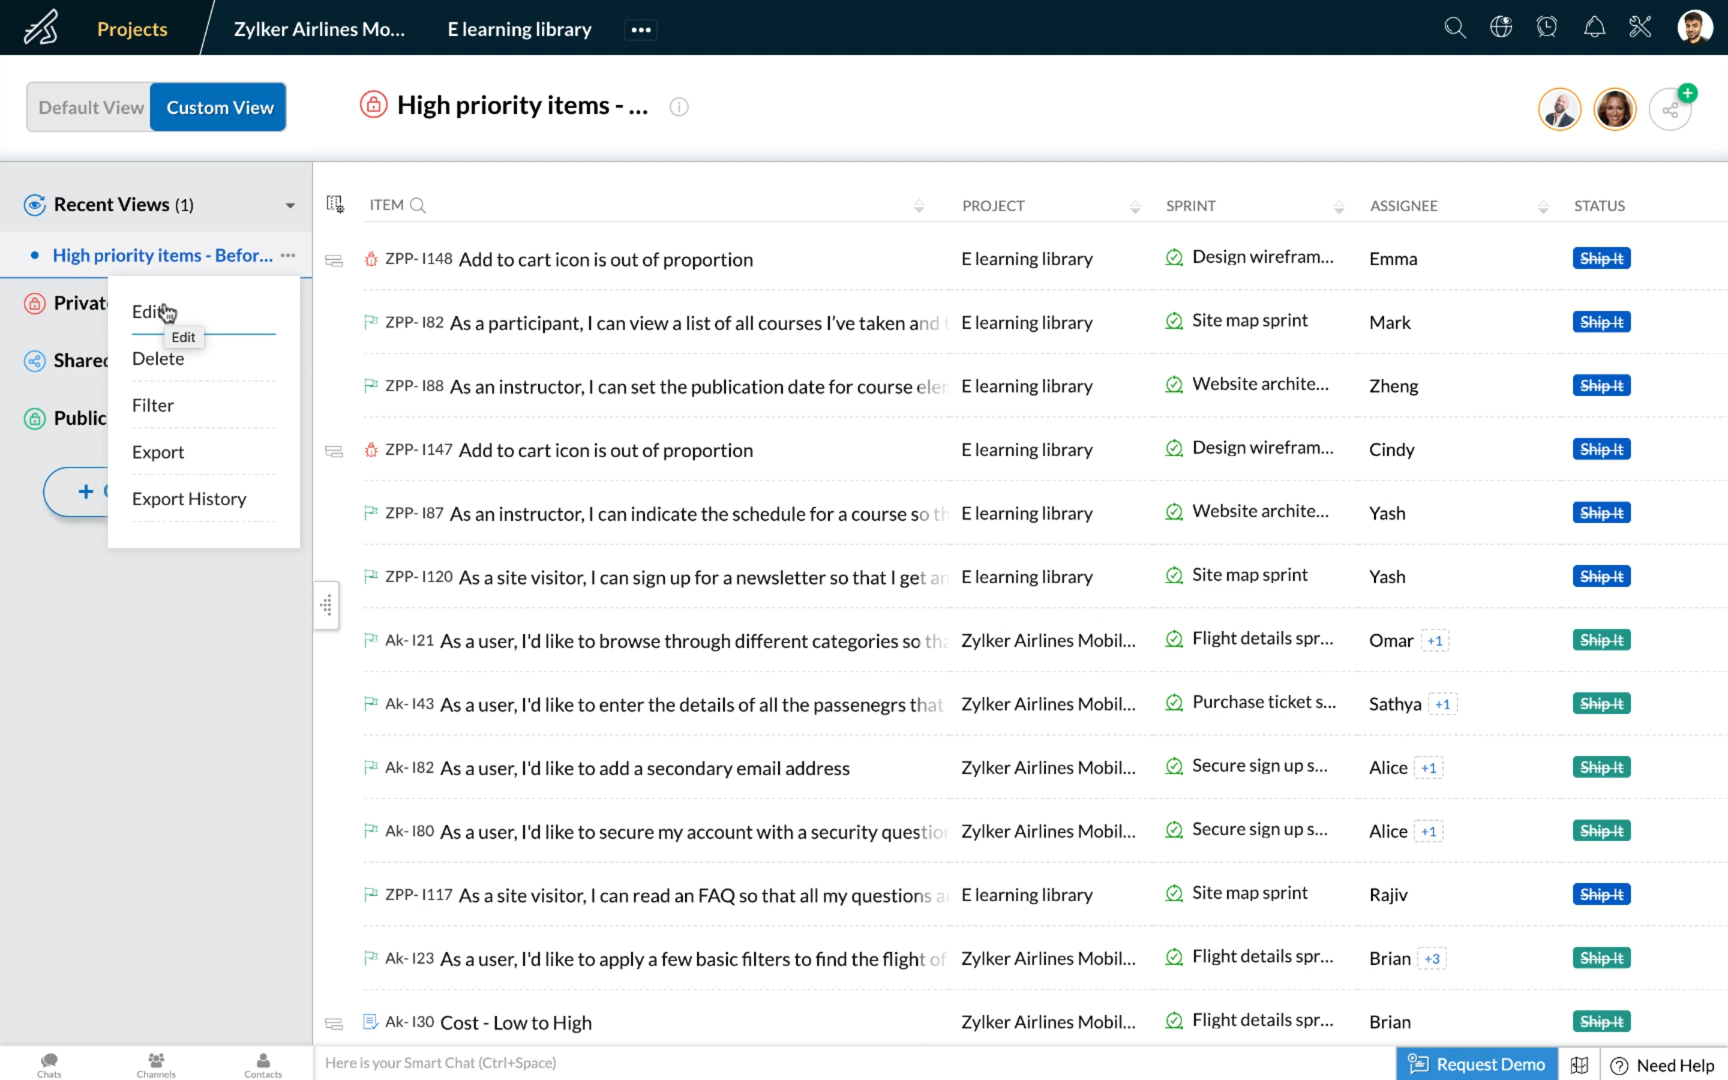 Projects
Zylker Airlines Mo...
E learning library
Default View
Custom View
High priority items - ...
Recent Views (1)
High priority items - Befor...
Privat
Shared
Public
Edit
Edit
Delete
Filter
Export
Export History
ITEM
PROJECT
SPRINT
ASSIGNEE
STATUS
ZPP- I148 Add to cart icon is out of proportion E learning library Design wirefram... Emma Ship It
ZPP- I82 As a participant, I can view a list of all courses I've taken and E learning library Site map sprint Mark Ship It
ZPP- I88 As an instructor, I can set the publication date for course eler E learning library Website archite... Zheng Ship It
ZPP- I147 Add to cart icon is out of proportion E learning library Design wirefram... Cindy Ship It
ZPP- I87 As an instructor, I can indicate the schedule for a course so th E learning library Website archite... Yash Ship It
ZPP- I120 As a site visitor, I can sign up for a newsletter so that I get an E learning library Site map sprint Yash Ship It
Ak- I21 As a user, I'd like to browse through different categories so tha Zylker Airlines Mobil... Flight details spr... Omar +1 Ship It
Ak- I43 As a user, I'd like to enter the details of all the passenegrs that Zylker Airlines Mobil... Purchase ticket s... Sathya +1 Ship It
Ak- I82 As a user, I'd like to add a secondary email address Zylker Airlines Mobil... Secure sign up s... Alice +1 Ship It
Ak- I80 As a user, I'd like to secure my account with a security question Zylker Airlines Mobil... Secure sign up s... Alice +1 Ship It
ZPP- I117 As a site visitor, I can read an FAQ so that all my questions a E learning library Site map sprint Rajiv Ship It
Ak- I23 As a user, I'd like to apply a few basic filters to find the flight of Zylker Airlines Mobil... Flight details spr... Brian +3 Ship It
Ak- I30 Cost - Low to High Zylker Airlines Mobil... Flight details spr... Brian Ship It
Chats
Channels
Contacts
Here is your Smart Chat (Ctrl+Space)
Request Demo
Need Help